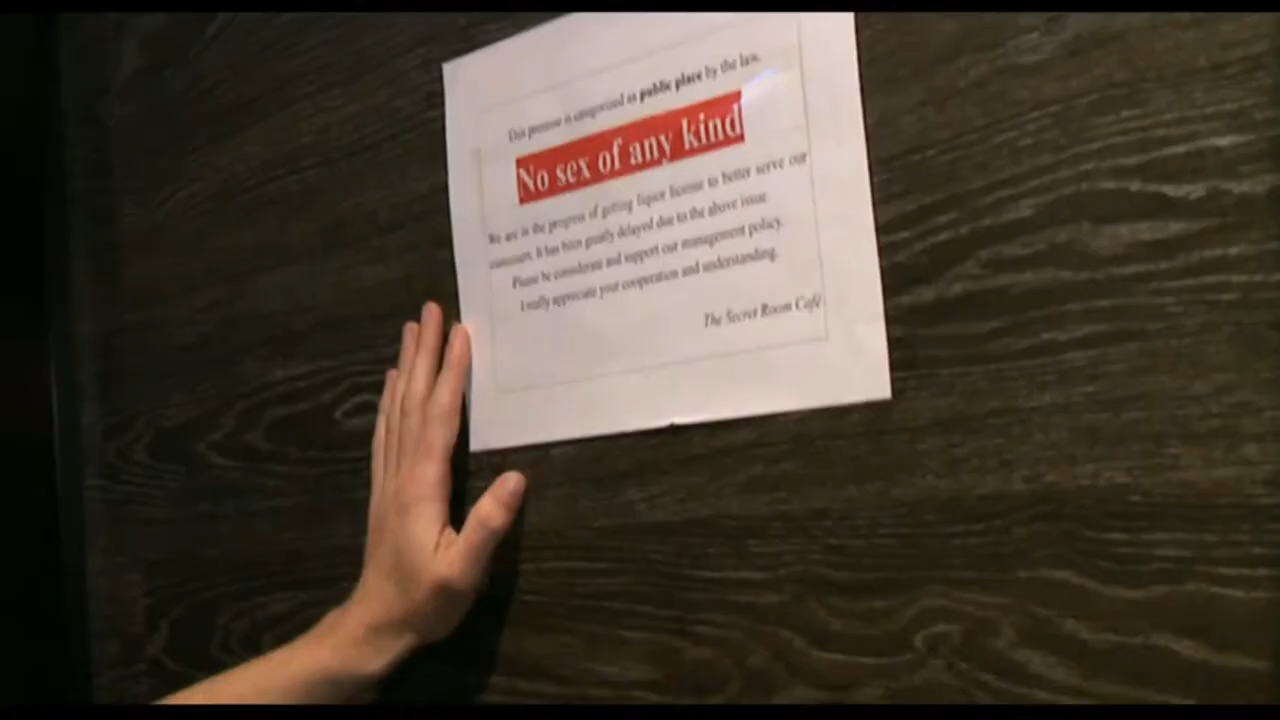 This premise is categorized as public place by the law.
No sex of any kind
We are in the progress of getting liquor license to better serve our
customers. It has been greatly delayed due to the above issue
Please be considerate and support our management policy.
I really appreciate your cooperation and understanding.
The Secret Room Café